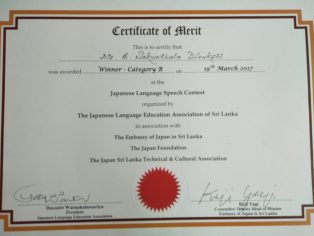 Certificate of Merit
This is to certify that
Ms. B. Sakunthala Dilrukshi
was awarded Winner - Category B on 19th March 2017
at the
Japanese Language Speech Contest
organized by
The Japanese Language Education Association of Sri Lanka
in association with
The Embassy of Japan in Sri Lanka
The Japan Foundation
The Japan Sri Lanka Technical & Cultural Association
President
Japanese Language Education Association
Koji Yagi
Counsellor/Deputy Head of Mission
Embassy of Japan in Sri Lanka